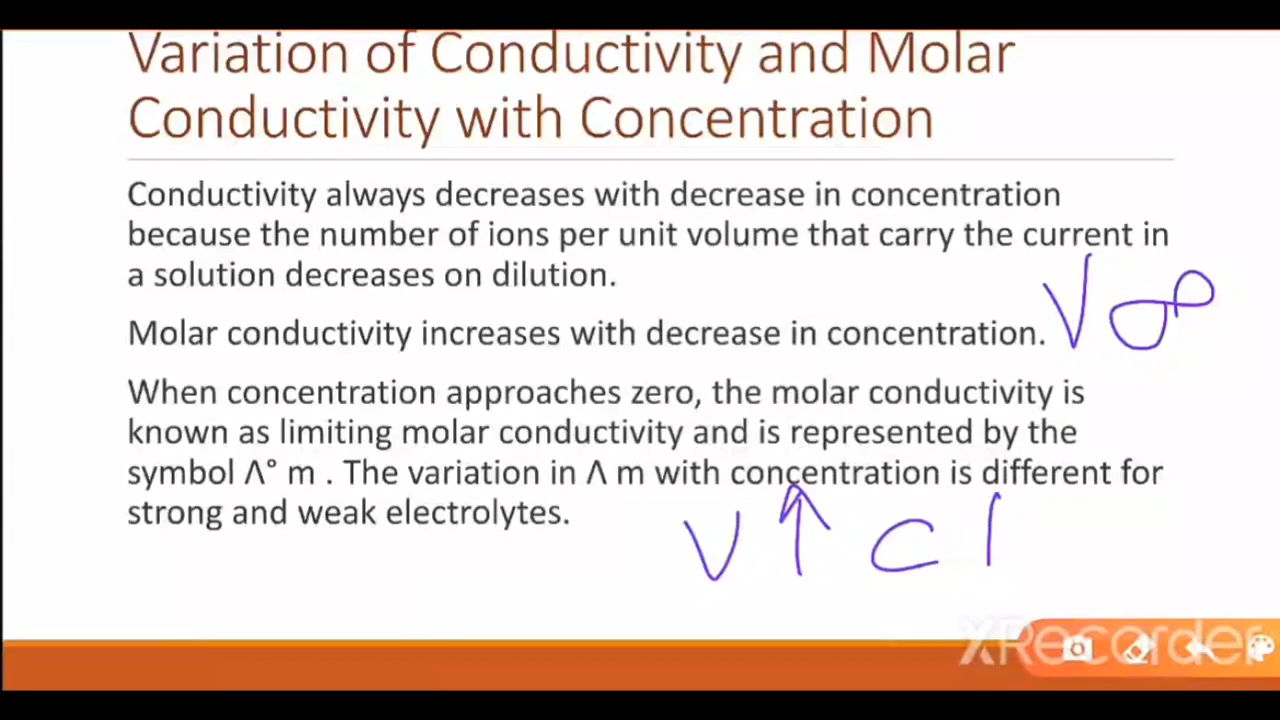 Variation of Conductivity and Molar
Conductivity with Concentration
Conductivity always decreases with decrease in concentration
because the number of ions per unit volume that carry the current in
a solution decreases on dilution.
Molar conductivity increases with decrease in concentration. V ∝
When concentration approaches zero, the molar conductivity is
known as limiting molar conductivity and is represented by the
symbol Λ° m . The variation in Λ m with concentration is different for
strong and weak electrolytes.
V ↑ C |
XRecorder